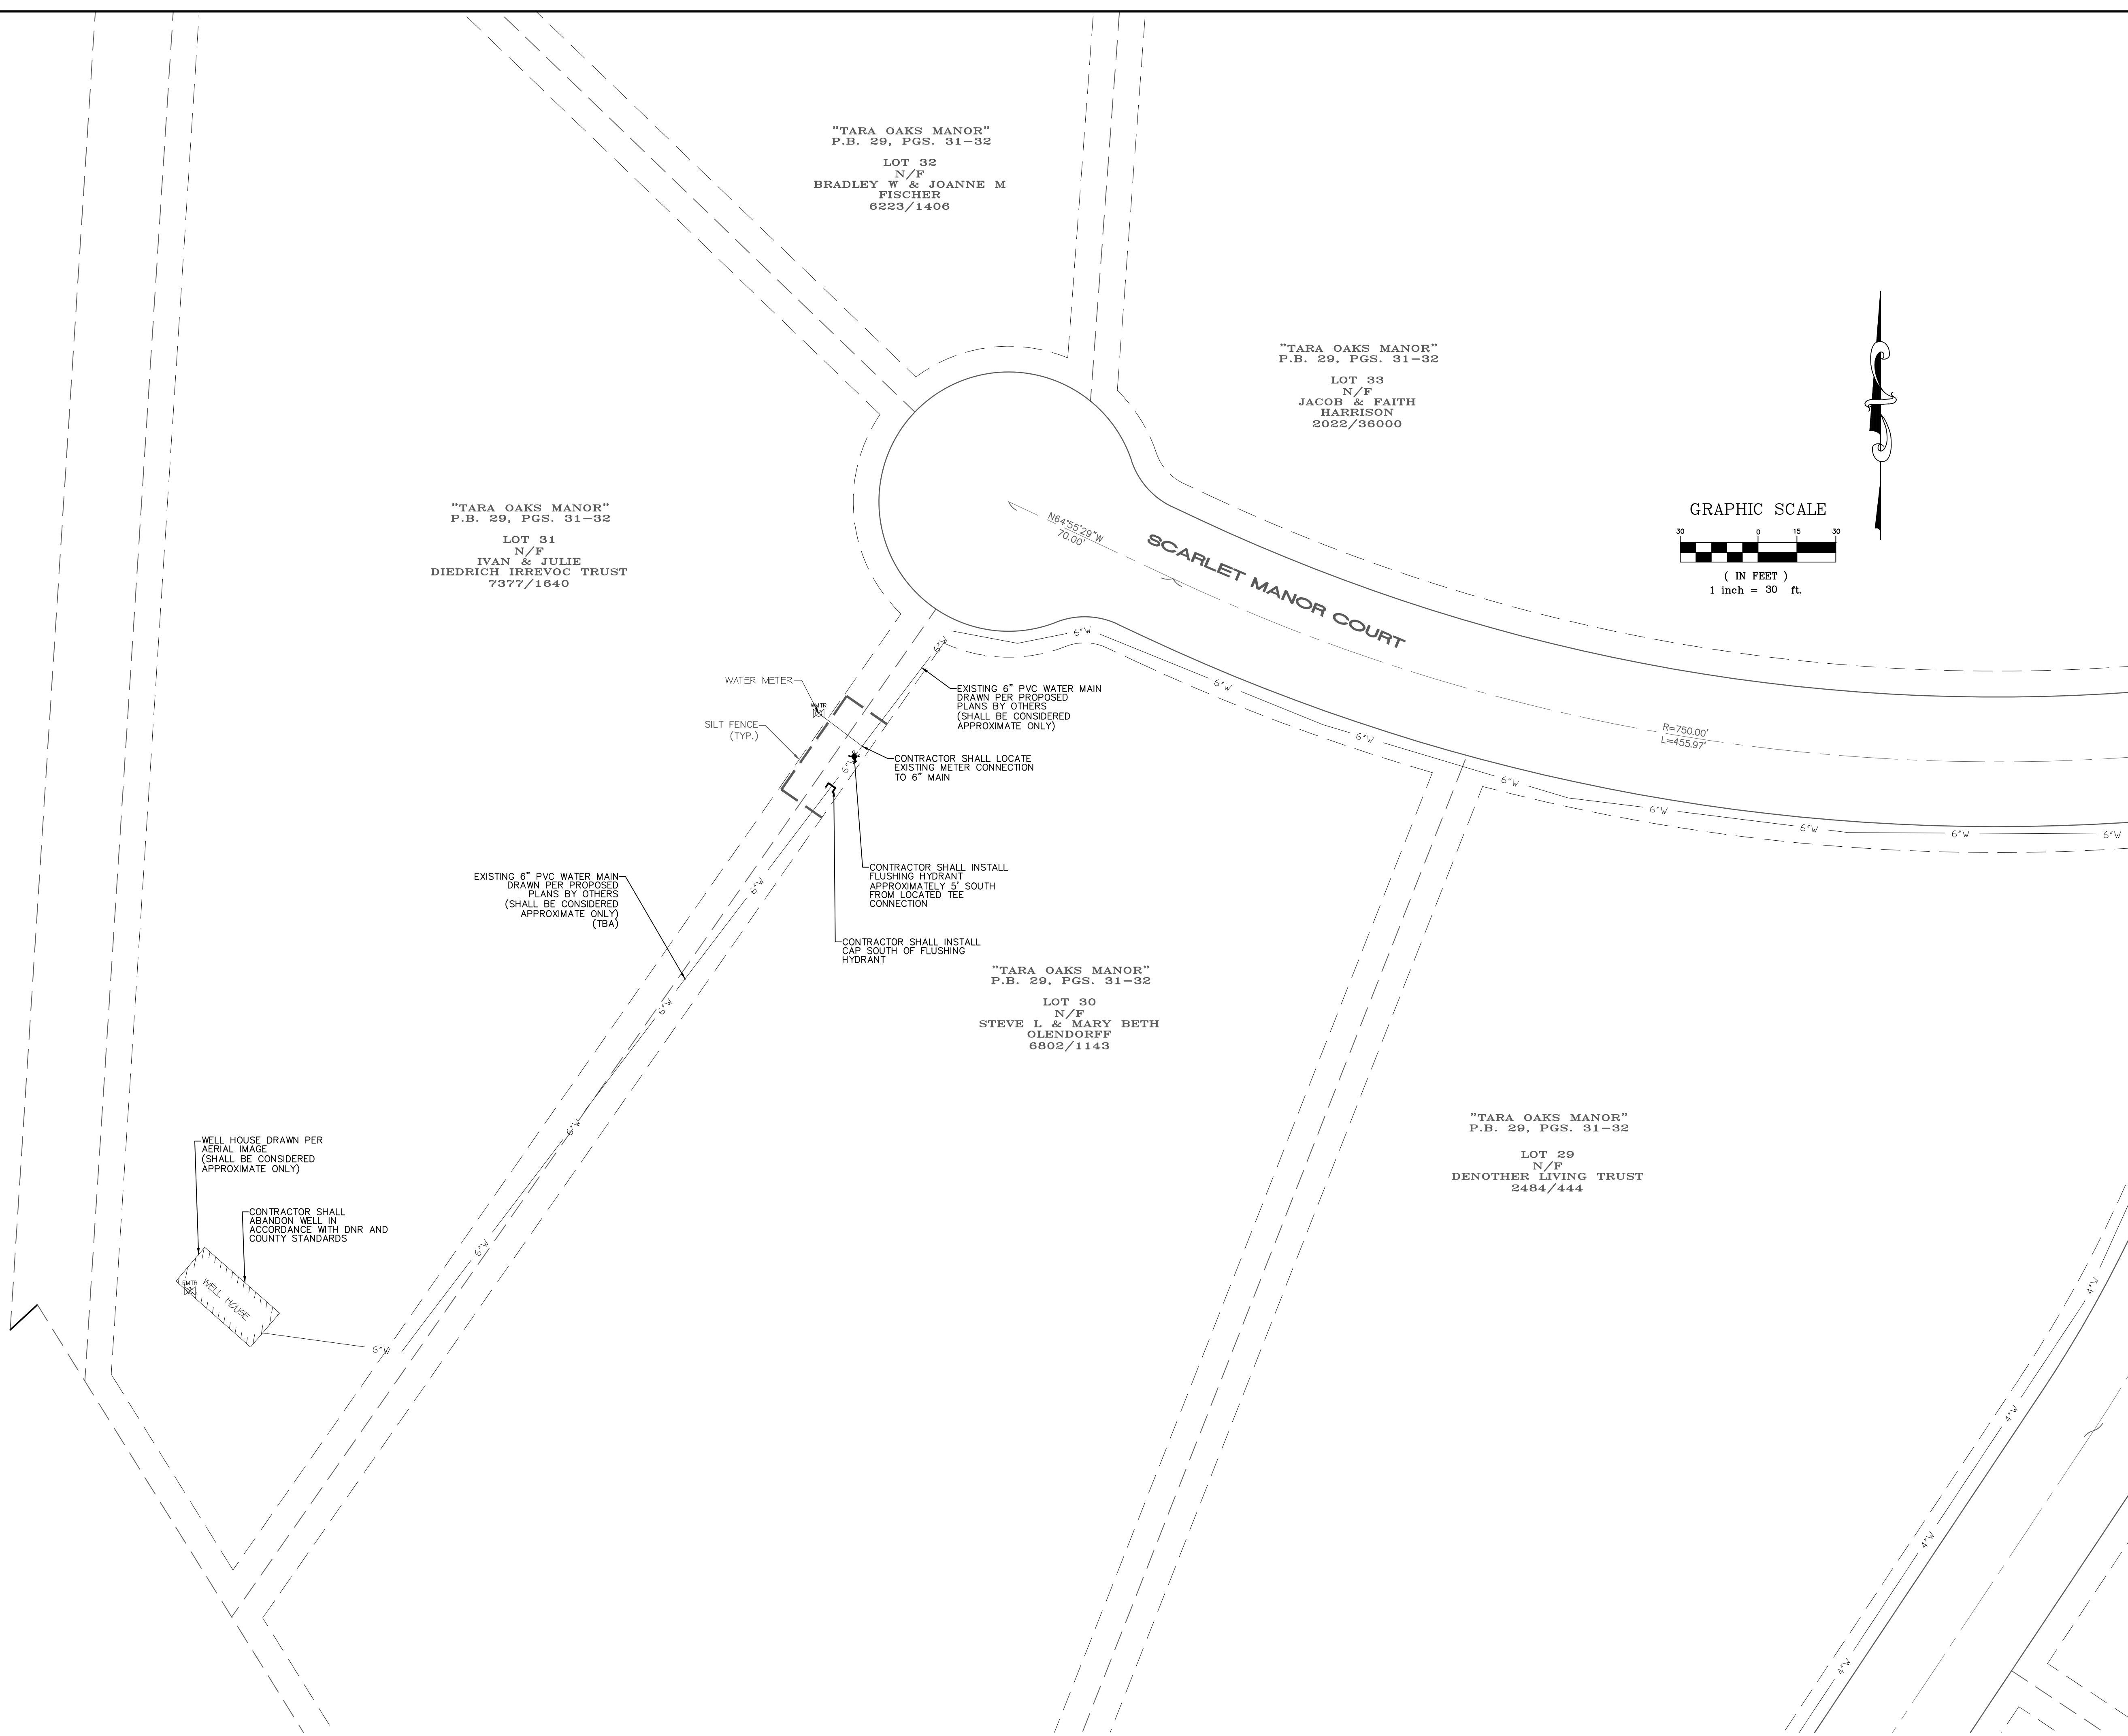 "TARA OAKS MANOR"
P.B. 29, PGS. 31-32
LOT 32
N/F
BRADLEY W & JOANNE M
FISCHER
6223/1406
"TARA OAKS MANOR"
P.B. 29, PGS. 31-32
LOT 33
N/F
JACOB & FAITH
HARRISON
2022/36000
"TARA OAKS MANOR"
P.B. 29, PGS. 31-32
LOT 31
N/F
IVAN & JULIE
DIEDRICH IRREVOC TRUST
7377/1640
N64°55'29"W
70.00'
SCARLET MANOR COURT
GRAPHIC SCALE
30 0 15 30
( IN FEET )
1 inch = 30 ft.
R=750.00'
L=455.97'
6"W
6"W
6"W
6"W
6"W
6"W
6"W
6"W
6"W
WATER METER
WMTR
SILT FENCE
(TYP.)
EXISTING 6" PVC WATER MAIN
DRAWN PER PROPOSED
PLANS BY OTHERS
(SHALL BE CONSIDERED
APPROXIMATE ONLY)
CONTRACTOR SHALL LOCATE
EXISTING METER CONNECTION
TO 6" MAIN
6"W
CONTRACTOR SHALL INSTALL
FLUSHING HYDRANT
APPROXIMATELY 5' SOUTH
FROM LOCATED TEE
CONNECTION
EXISTING 6" PVC WATER MAIN
DRAWN PER PROPOSED
PLANS BY OTHERS
(SHALL BE CONSIDERED
APPROXIMATE ONLY)
(TBA)
6"W
CONTRACTOR SHALL INSTALL
CAP SOUTH OF FLUSHING
HYDRANT
"TARA OAKS MANOR"
P.B. 29, PGS. 31-32
LOT 30
N/F
STEVE L & MARY BETH
OLENDORFF
6802/1143
6"W
6"W
6"W
6"W
"TARA OAKS MANOR"
P.B. 29, PGS. 31-32
LOT 29
N/F
DENOTHER LIVING TRUST
2484/444
WELL HOUSE DRAWN PER
AERIAL IMAGE
(SHALL BE CONSIDERED
APPROXIMATE ONLY)
CONTRACTOR SHALL
ABANDON WELL IN
ACCORDANCE WITH DNR AND
COUNTY STANDARDS
EMTR
WELL HOUSE
4"W
4"W
4"W
4"W